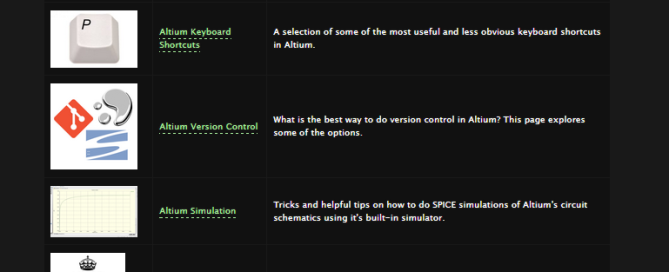 P
Altium Keyboard
Shortcuts
A selection of some of the most useful and less obvious keyboard shortcuts
in Altium.
Altium Version Control
What is the best way to do version control in Altium? This page explores
some of the options.
Altium Simulation
Tricks and helpful tips on how to do SPICE simulations of Altium's circuit
schematics using it's built-in simulator.